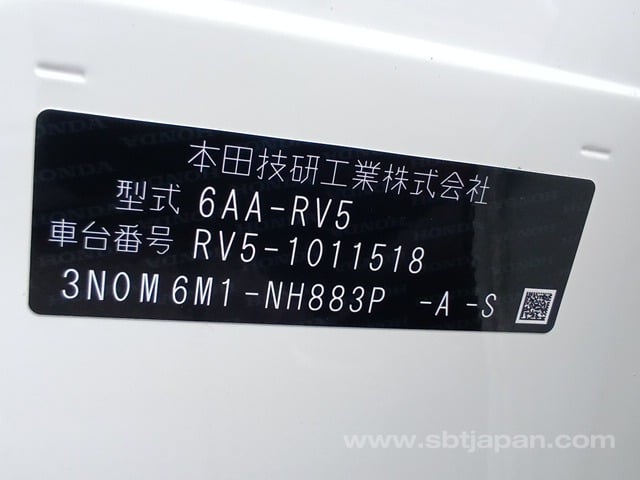 本田技研工業株式会社
型式 6AA-RV5
車台番号 RV5-1011518
3N0M6M1-NH883P -A-S
www.sbtjapan.com